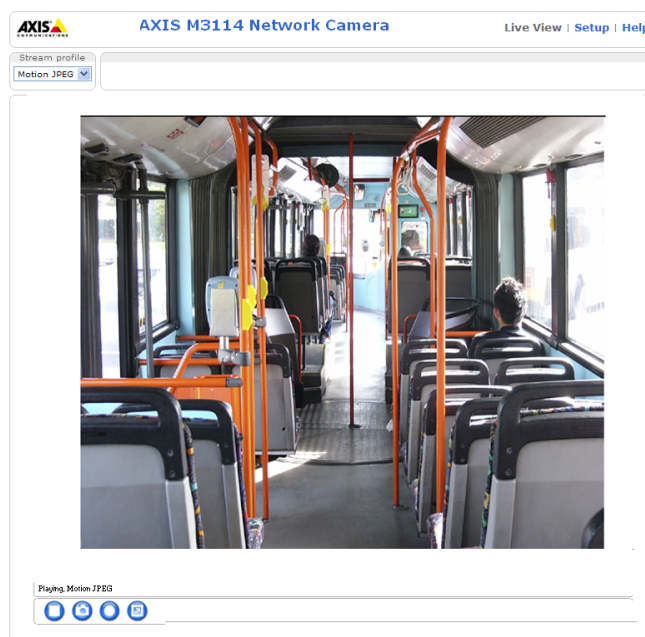 AXIS
COMMUNICATIONS
AXIS M3114 Network Camera
Live View | Setup | Help
Stream profile
Motion JPEG
Playing, Motion JPEG